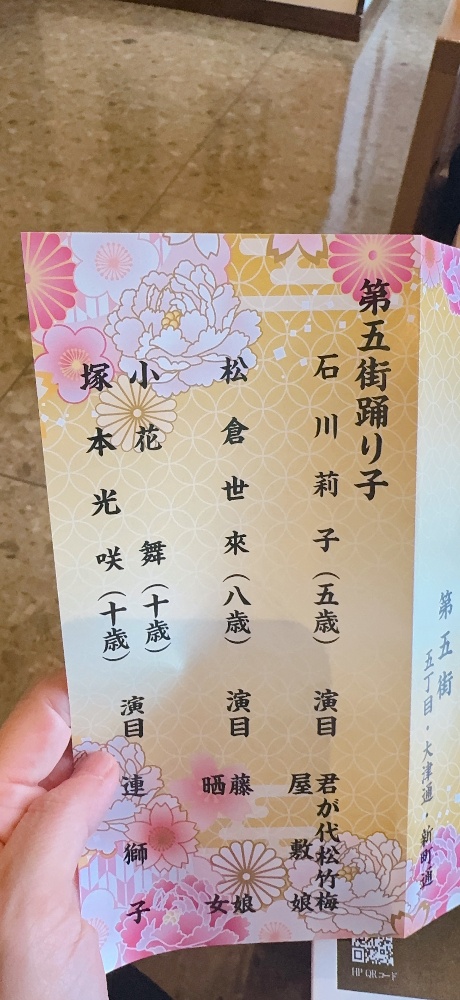 第五街
五丁目・大津通・新町通
第五街踊り子
石川莉子（五歳）　演目　君が代松竹梅
屋敷娘
松倉世來（八歳）　演目　藤娘
晒女
小花　舞（十歳）
塚本光咲（十歳）
演目　連獅子
HP QRコード